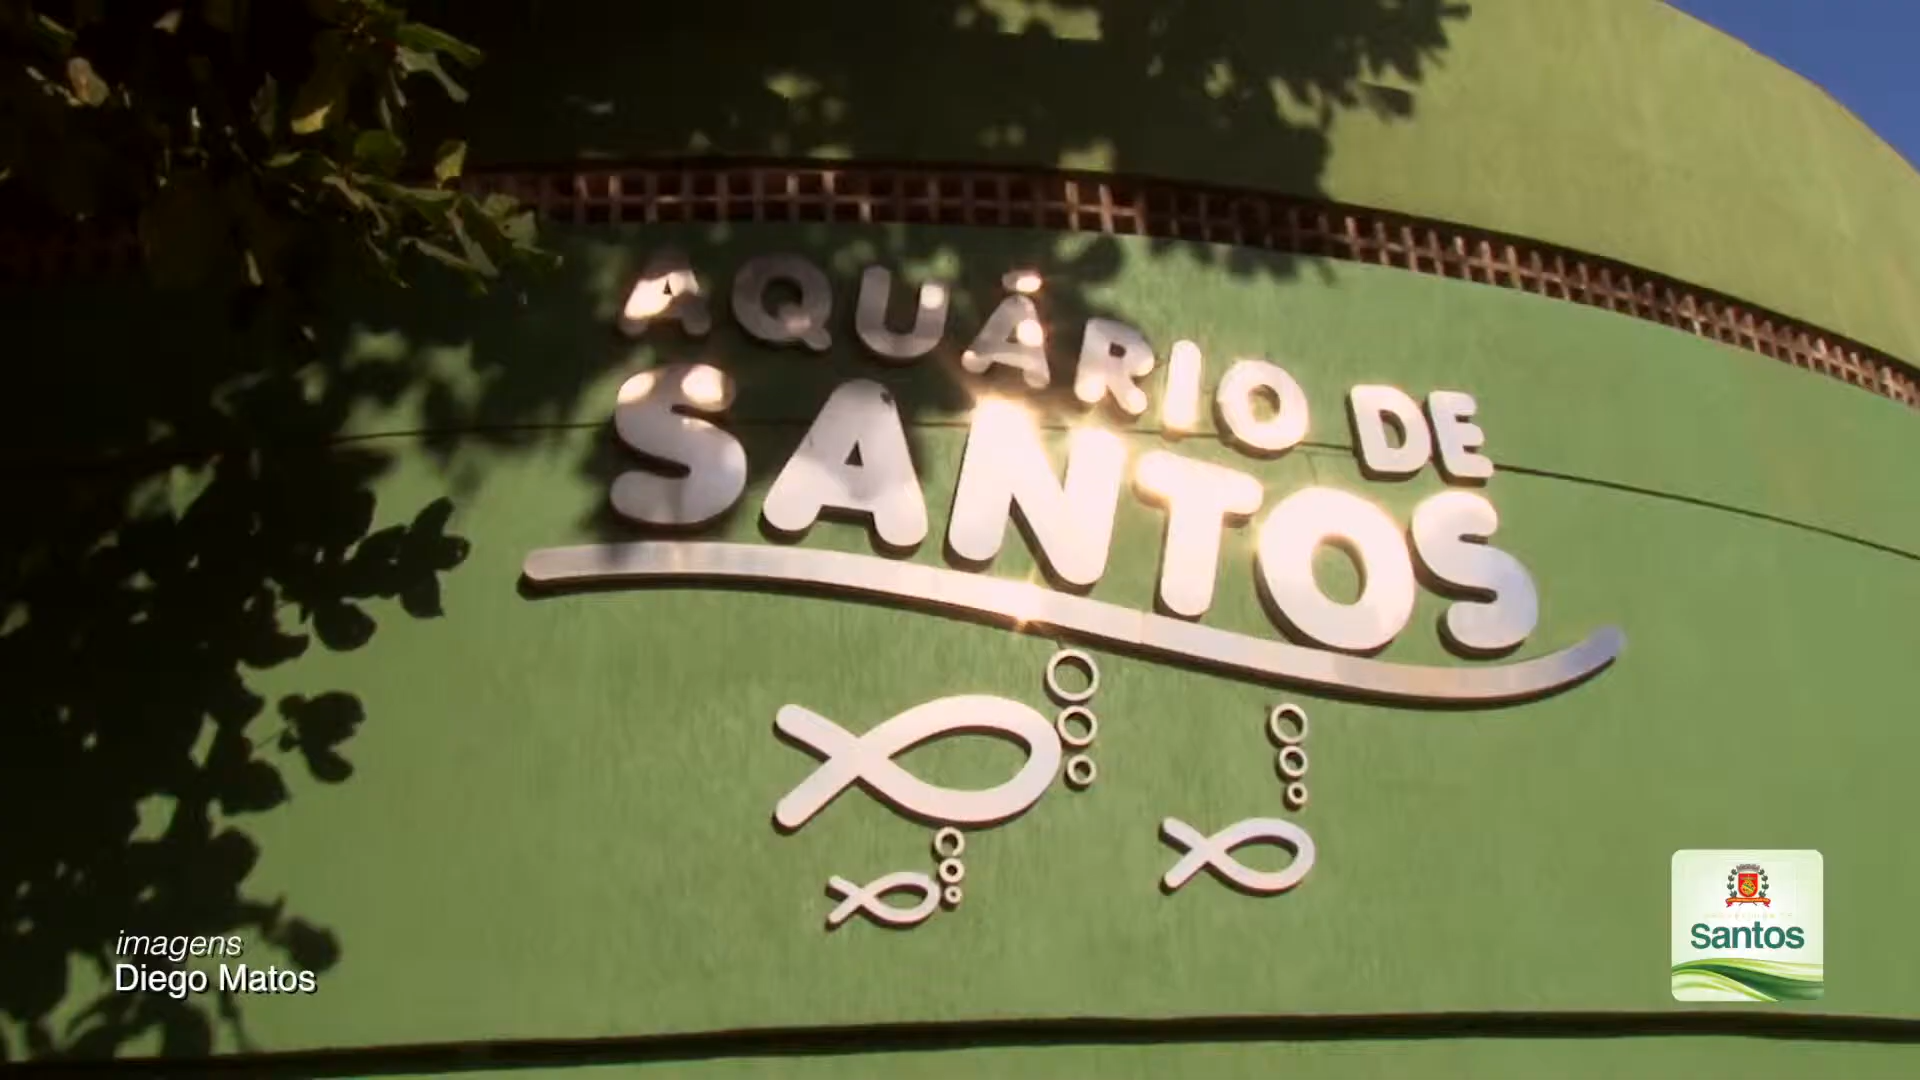 AQUÁRIO DE
SANTOS
imagens
Diego Matos
Santos